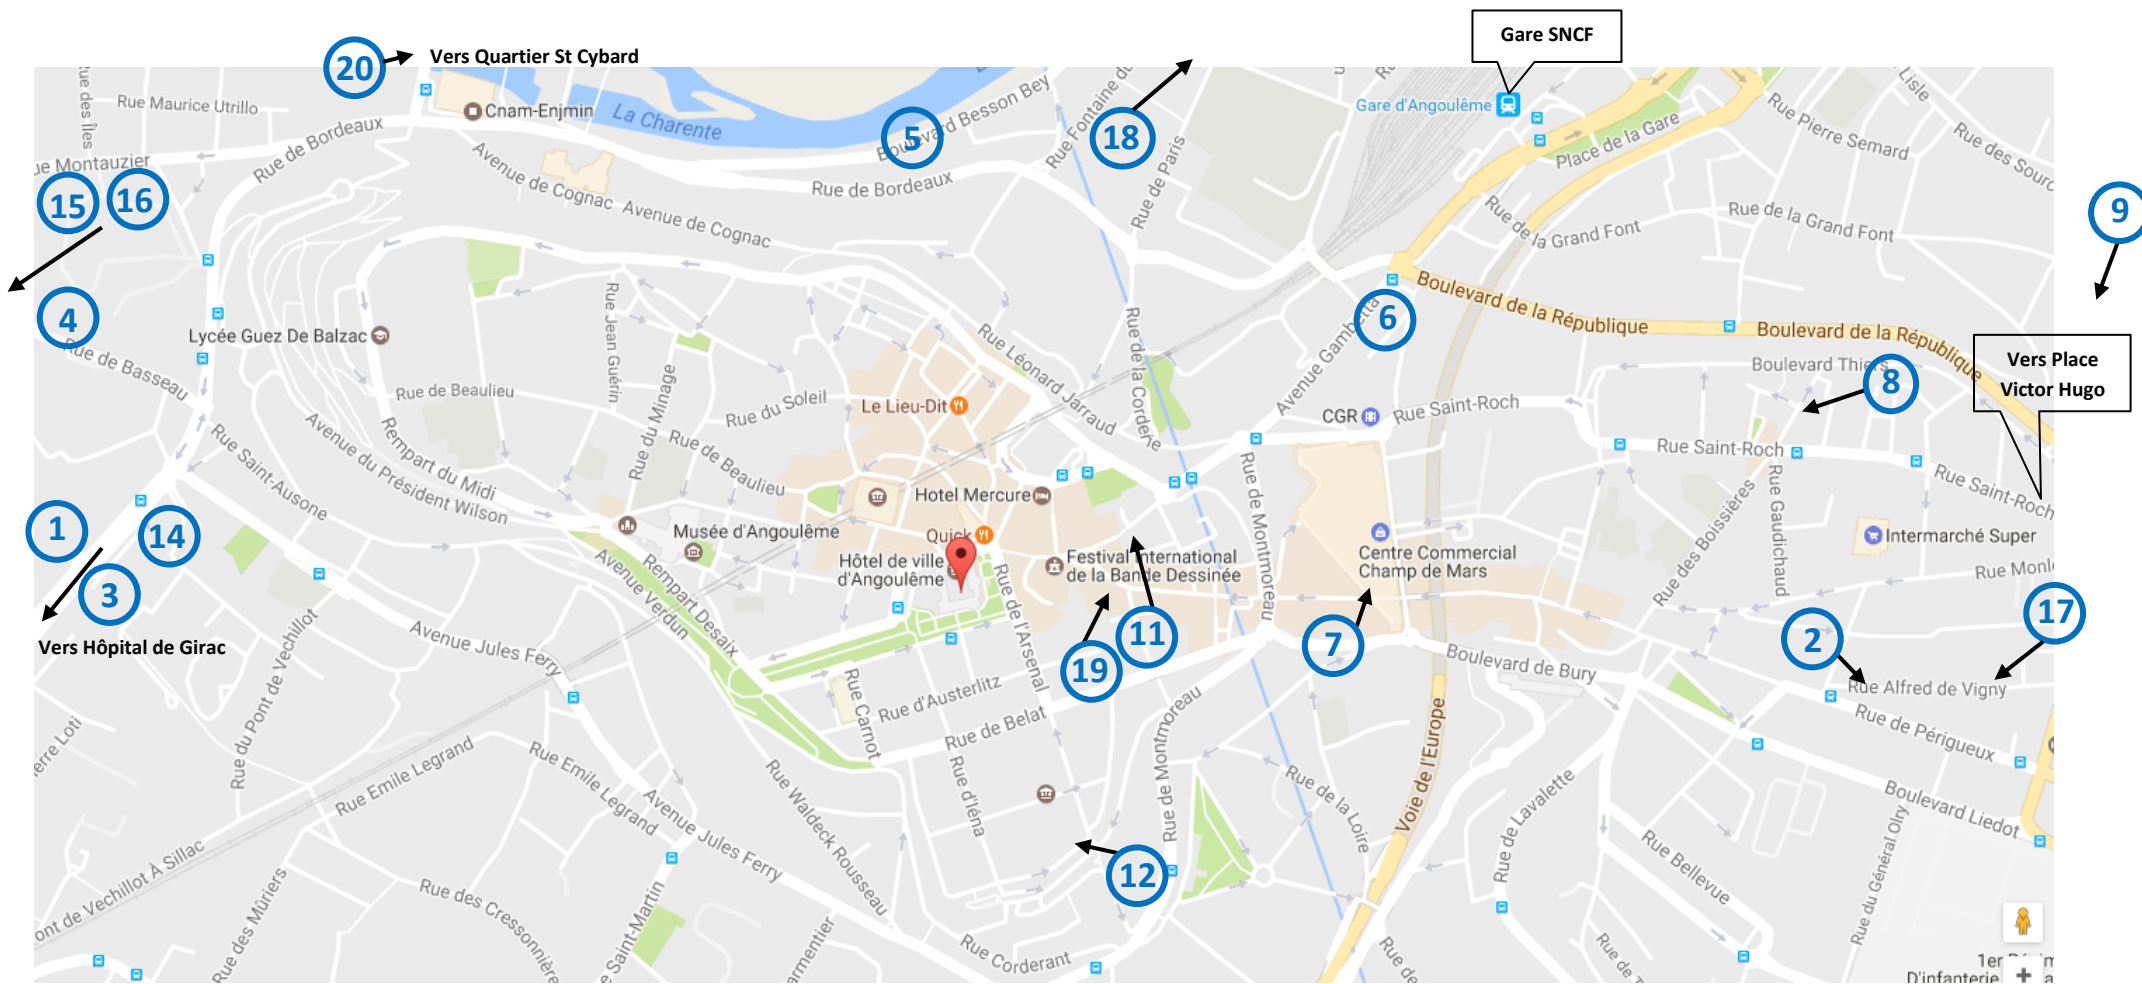 Gare SNCF
20
Vers Quartier St Cybard
Rue des Îles
Rue Maurice Utrillo
Cnam-Enjmin
La Charente
Boulevard Besson Bey
5
18
Gare d'Angoulême
Place de la Gare
Rue Pierre Semard
Lisle
Rue de Bordeaux
Avenue de Cognac
Avenue de Cognac
Rue de Bordeaux
Rue de Paris
Rue de la Grand Font
Rue de la Grand Font
15
16
9
4
Rue de Basseau
Lycée Guez De Balzac
Rue Jean Guérin
Rue de Beaulieu
Rue du Minage
Rue du Soleil
Rue de Beaulieu
Le Lieu-Dit
Rue Léonard Jarraud
Rue de la Corderie
Avenue Gambetta
6
Boulevard de la République
Boulevard de la République
Boulevard Thiers
8
Vers Place
Victor Hugo
CGR
Rue Saint-Roch
Rue Saint-Roch
Rue Saint-Roch
Rue Saint-Ausone
Avenue du Président Wilson
Rempart du Midi
Hotel Mercure
Quick
Musée d'Angoulême
Hôtel de ville
d'Angoulême
Festival International
de la Bande Dessinée
Rue de Montmoreau
Centre Commercial
Champ de Mars
Rue des Boissières
Rue Gaudichaud
Intermarché Super
1
14
3
Vers Hôpital de Girac
Avenue Verdun
Rempart Desaix
Rue de l'Arsenal
11
19
7
2
17
Rue Alfred de Vigny
Boulevard de Bury
Rue de Périgueux
Boulevard Liedot
Rue du Pont de Vechillot
Avenue Jules Ferry
Rue Carnot
Rue d'Austerlitz
Rue de Belat
Rue d'Iéna
Rue de Montmoreau
Rue de la Loire
Voie de l'Europe
Rue de Lavalette
Rue Bellevue
Rue du Général Olry
Rue Emile Legrand
Rue Emile Legrand
Avenue Jules Ferry
Rue Waldeck Rousseau
12
ont de Vechillot À Sillac
Rue des Mûriers
Rue des Cressonnière
e Saint-Martin
Rue Corderant
Rue de
D'infanterie
+